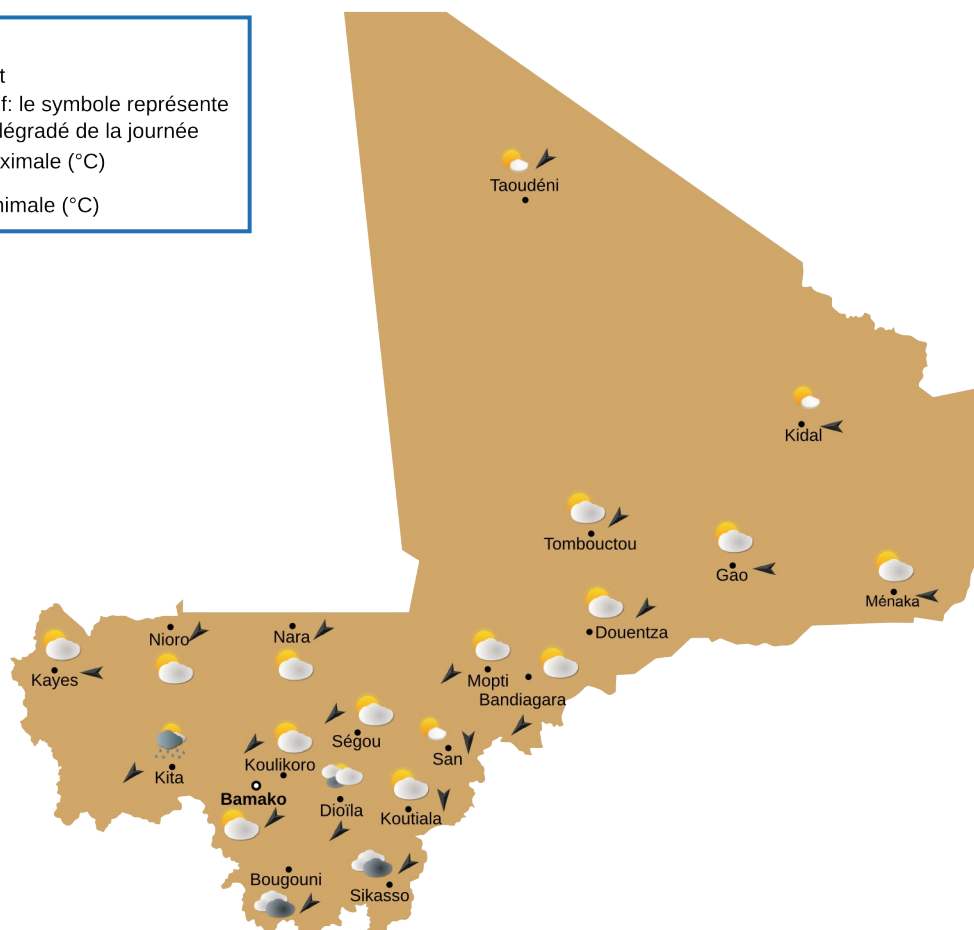 t
f: le symbole représente
dégradé de la journée
ximale (°C)
nimale (°C)
Taoudéni
Kidal
Tombouctou
Gao
Ménaka
Douentza
Nioro
Nara
Kayes
Mopti
Bandiagara
Ségou
San
Koulikoro
Kita
Bamako
Dioïla
Koutiala
Bougouni
Sikasso